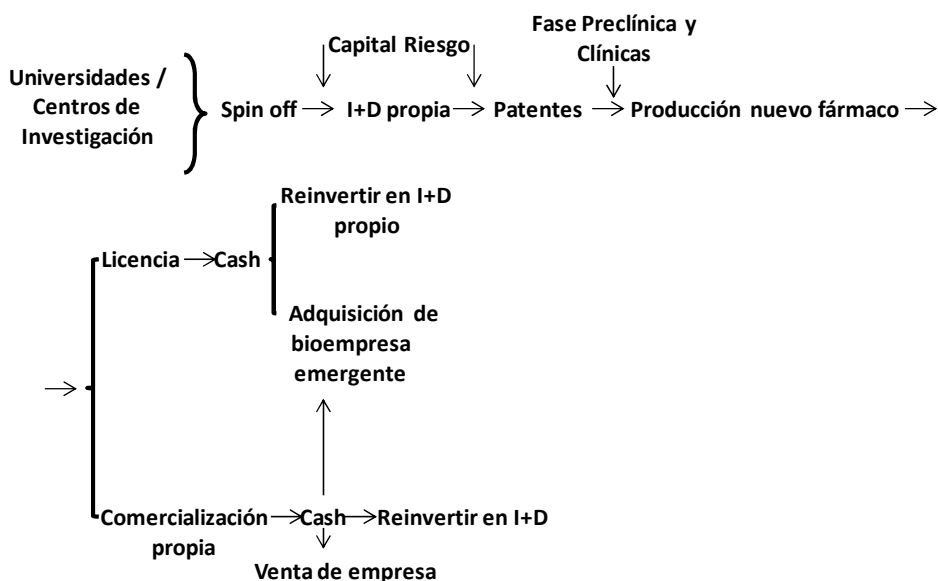 Fase Preclínica y
Clínicas
Capital Riesgo
Universidades /
Centros de
Investigación
Spin off
I+D propia
Patentes
Producción nuevo fármaco
Reinvertir en I+D
propio
Licencia
Cash
Adquisición de
bioempresa
emergente
Comercialización
propia
Cash
Reinvertir en I+D
Venta de empresa